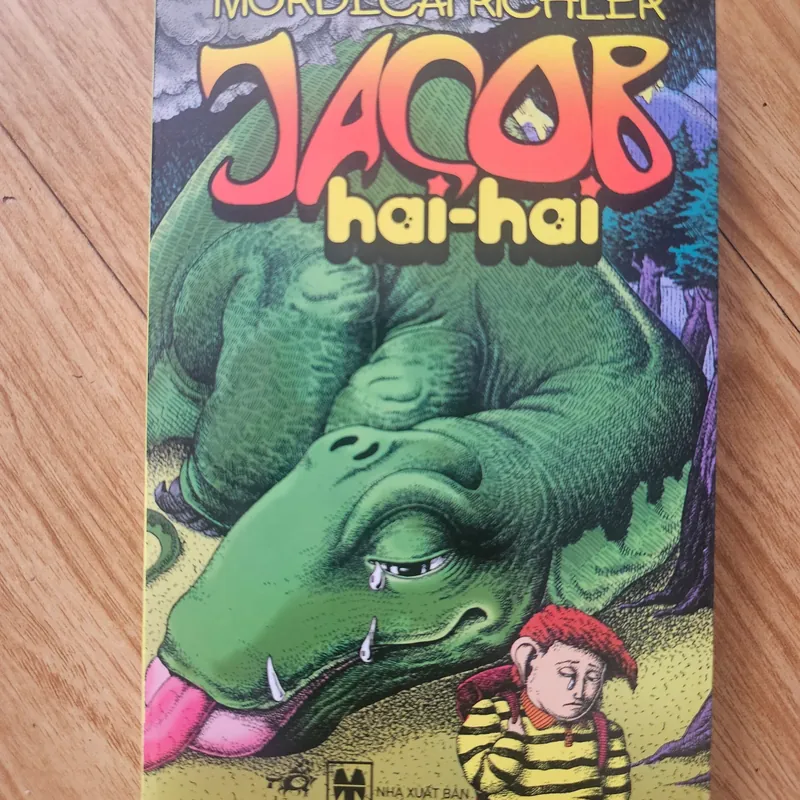 MORDECAI RICHLER
JACOB
hai-hai
NHÀ XUẤT BẢN